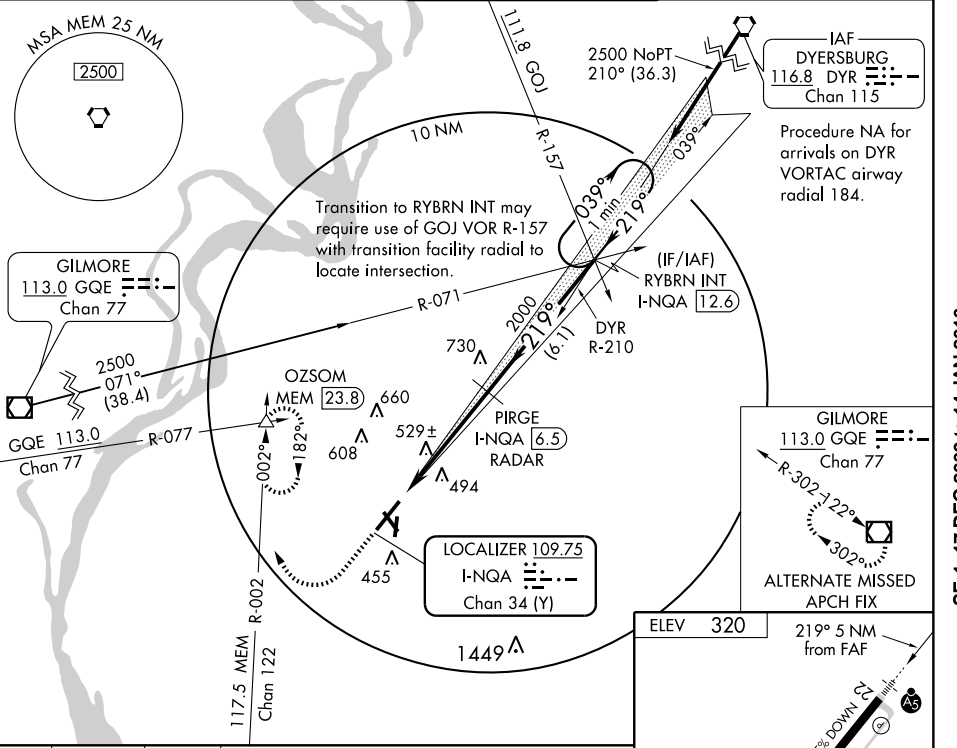 MSA MEM 25 NM
2500
111.8 GOJ
R-157
2500 NoPT
210° (36.3)
IAF
DYERSBURG
116.8 DYR
Chan 115
Procedure NA for
arrivals on DYR
VORTAC airway
radial 184.
10 NM
039°
039°
1 min
219°
Transition to RYBRN INT may
require use of GOJ VOR R-157
with transition facility radial to
locate intersection.
(IF/IAF)
RYBRN INT
I-NQA 12.6
GILMORE
113.0 GQE
Chan 77
R-071
2000
219°
(6.1)
DYR
R-210
2500
071°
(38.4)
730
OZSOM
MEM 23.8
660
PIRGE
I-NQA 6.5
RADAR
GQE 113.0
Chan 77
R-077
608
529±
494
002°
182°
GILMORE
113.0 GQE
Chan 77
R-302
122°
302°
ALTERNATE MISSED
APCH FIX
LOCALIZER 109.75
I-NQA
Chan 34 (Y)
455
R-002
117.5 MEM
Chan 122
1449
ELEV 320
219° 5 NM
from FAF
22
A5
% DOWN